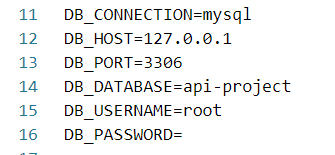 11 DB_CONNECTION=mysql
12 DB_HOST=127.0.0.1
13 DB_PORT=3306
14 DB_DATABASE=api-project
15 DB_USERNAME=root
16 DB_PASSWORD=